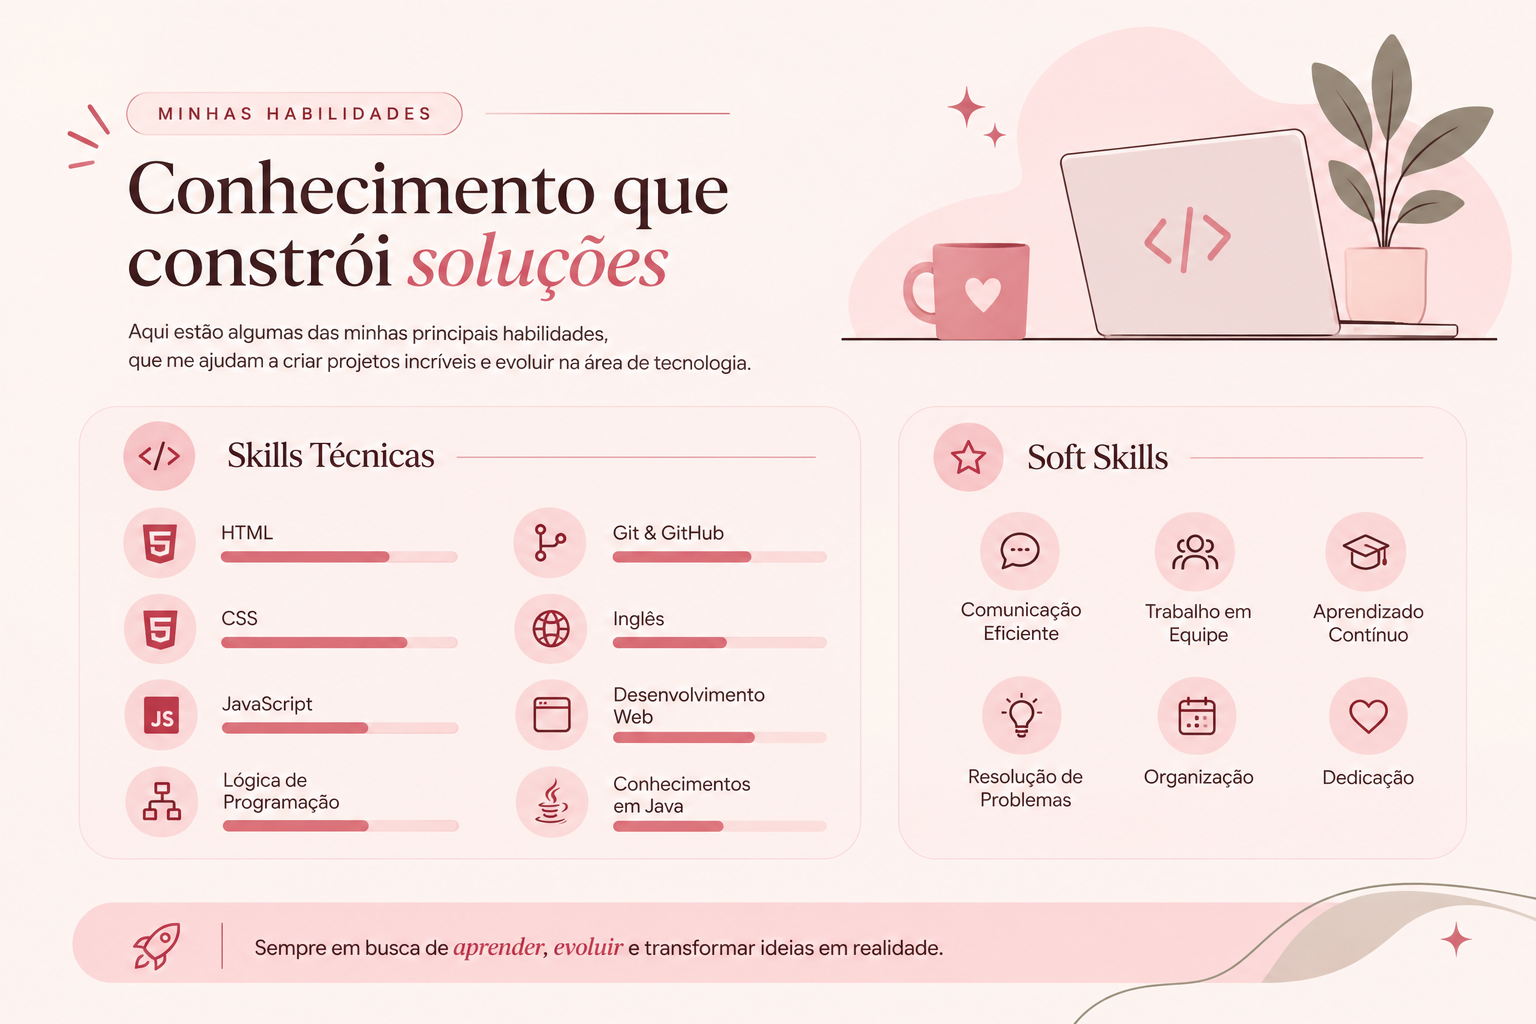 MINHAS HABILIDADES
Conhecimento que
constrói soluções
Aqui estão algumas das minhas principais habilidades,
que me ajudam a criar projetos incríveis e evoluir na área de tecnologia.
</>
Skills Técnicas
5
HTML
5
CSS
JS
JavaScript
Lógica de
Programação
Git & GitHub
Inglês
Desenvolvimento
Web
Conhecimentos
em Java
Soft Skills
Comunicação
Eficiente
Trabalho em
Equipe
Aprendizado
Contínuo
Resolução de
Problemas
Organização
Dedicação
Sempre em busca de aprender, evoluir e transformar ideias em realidade.